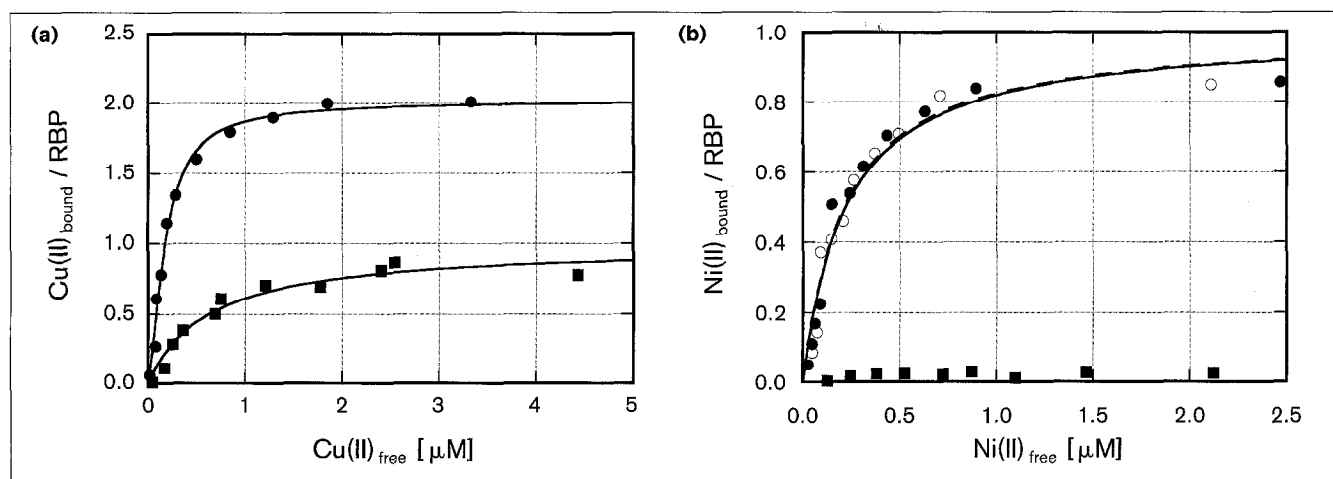 (a)
2.5
2.0
1.5
1.0
0.5
0.0
Cu(II)bound / RBP
0 1 2 3 4 5
Cu(II)free [ μM]
(b)
1.0
0.8
0.6
0.4
0.2
0.0
Ni(II)bound / RBP
0.0 0.5 1.0 1.5 2.0 2.5
Ni(II)free [ μM]